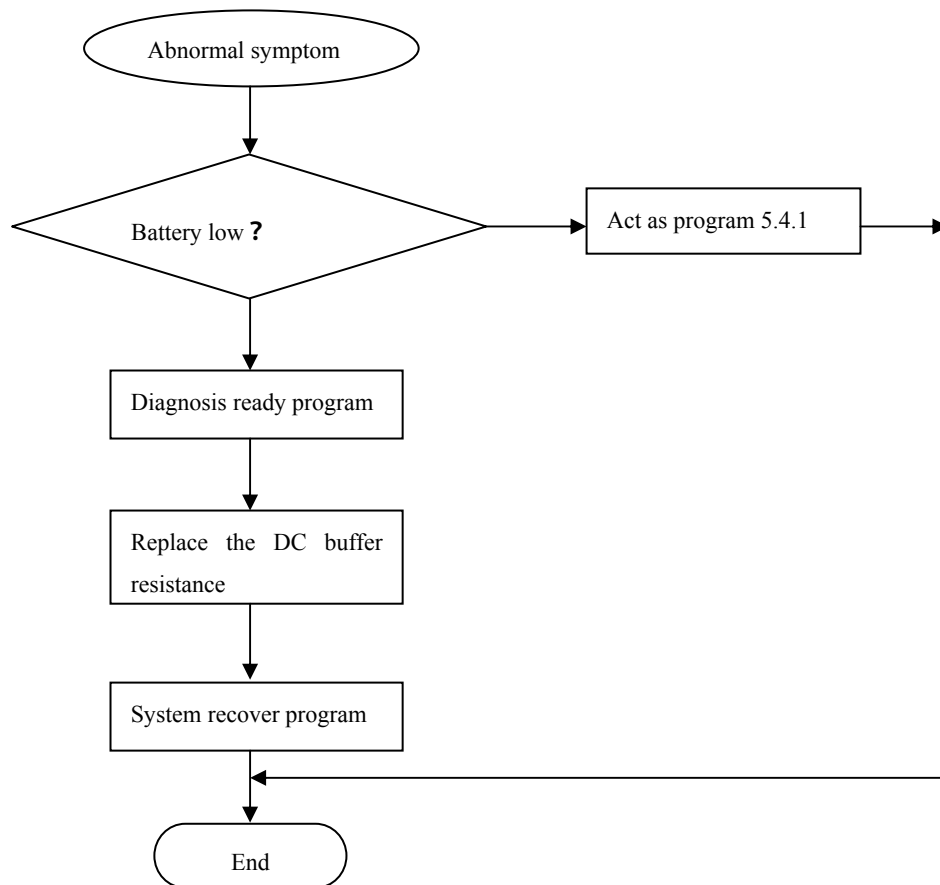 Abnormal symptom
Battery low ?
Act as program 5.4.1
Diagnosis ready program
Replace the DC buffer
resistance
System recover program
End